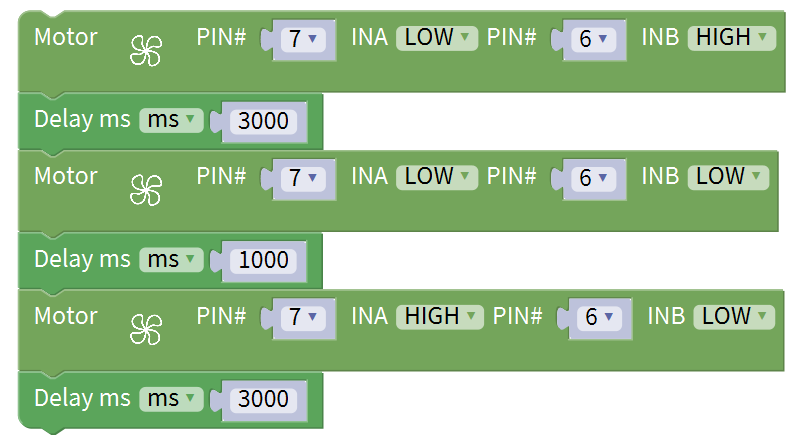 Motor PIN# 7 INA LOW PIN# 6 INB HIGH
Delay ms ms 3000
Motor PIN# 7 INA LOW PIN# 6 INB LOW
Delay ms ms 1000
Motor PIN# 7 INA HIGH PIN# 6 INB LOW
Delay ms ms 3000